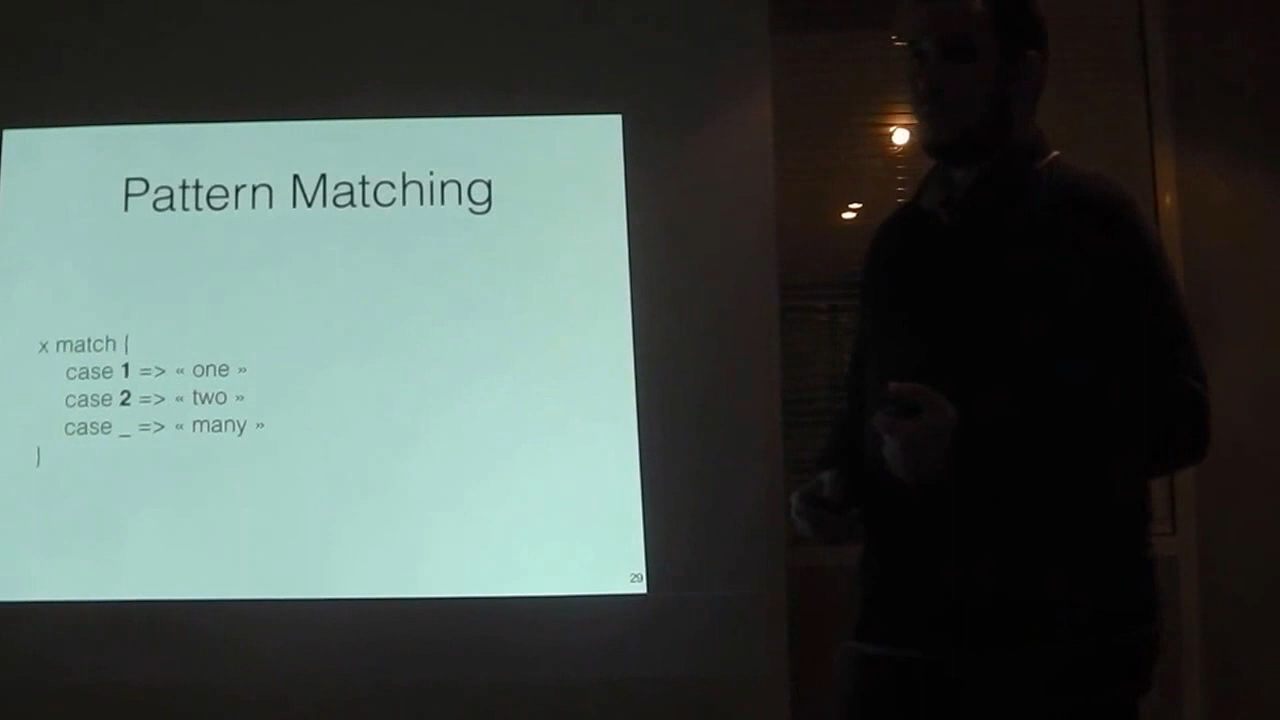 Pattern Matching
x match {
case 1 => « one »
case 2 => « two »
case _ => « many »
}
29